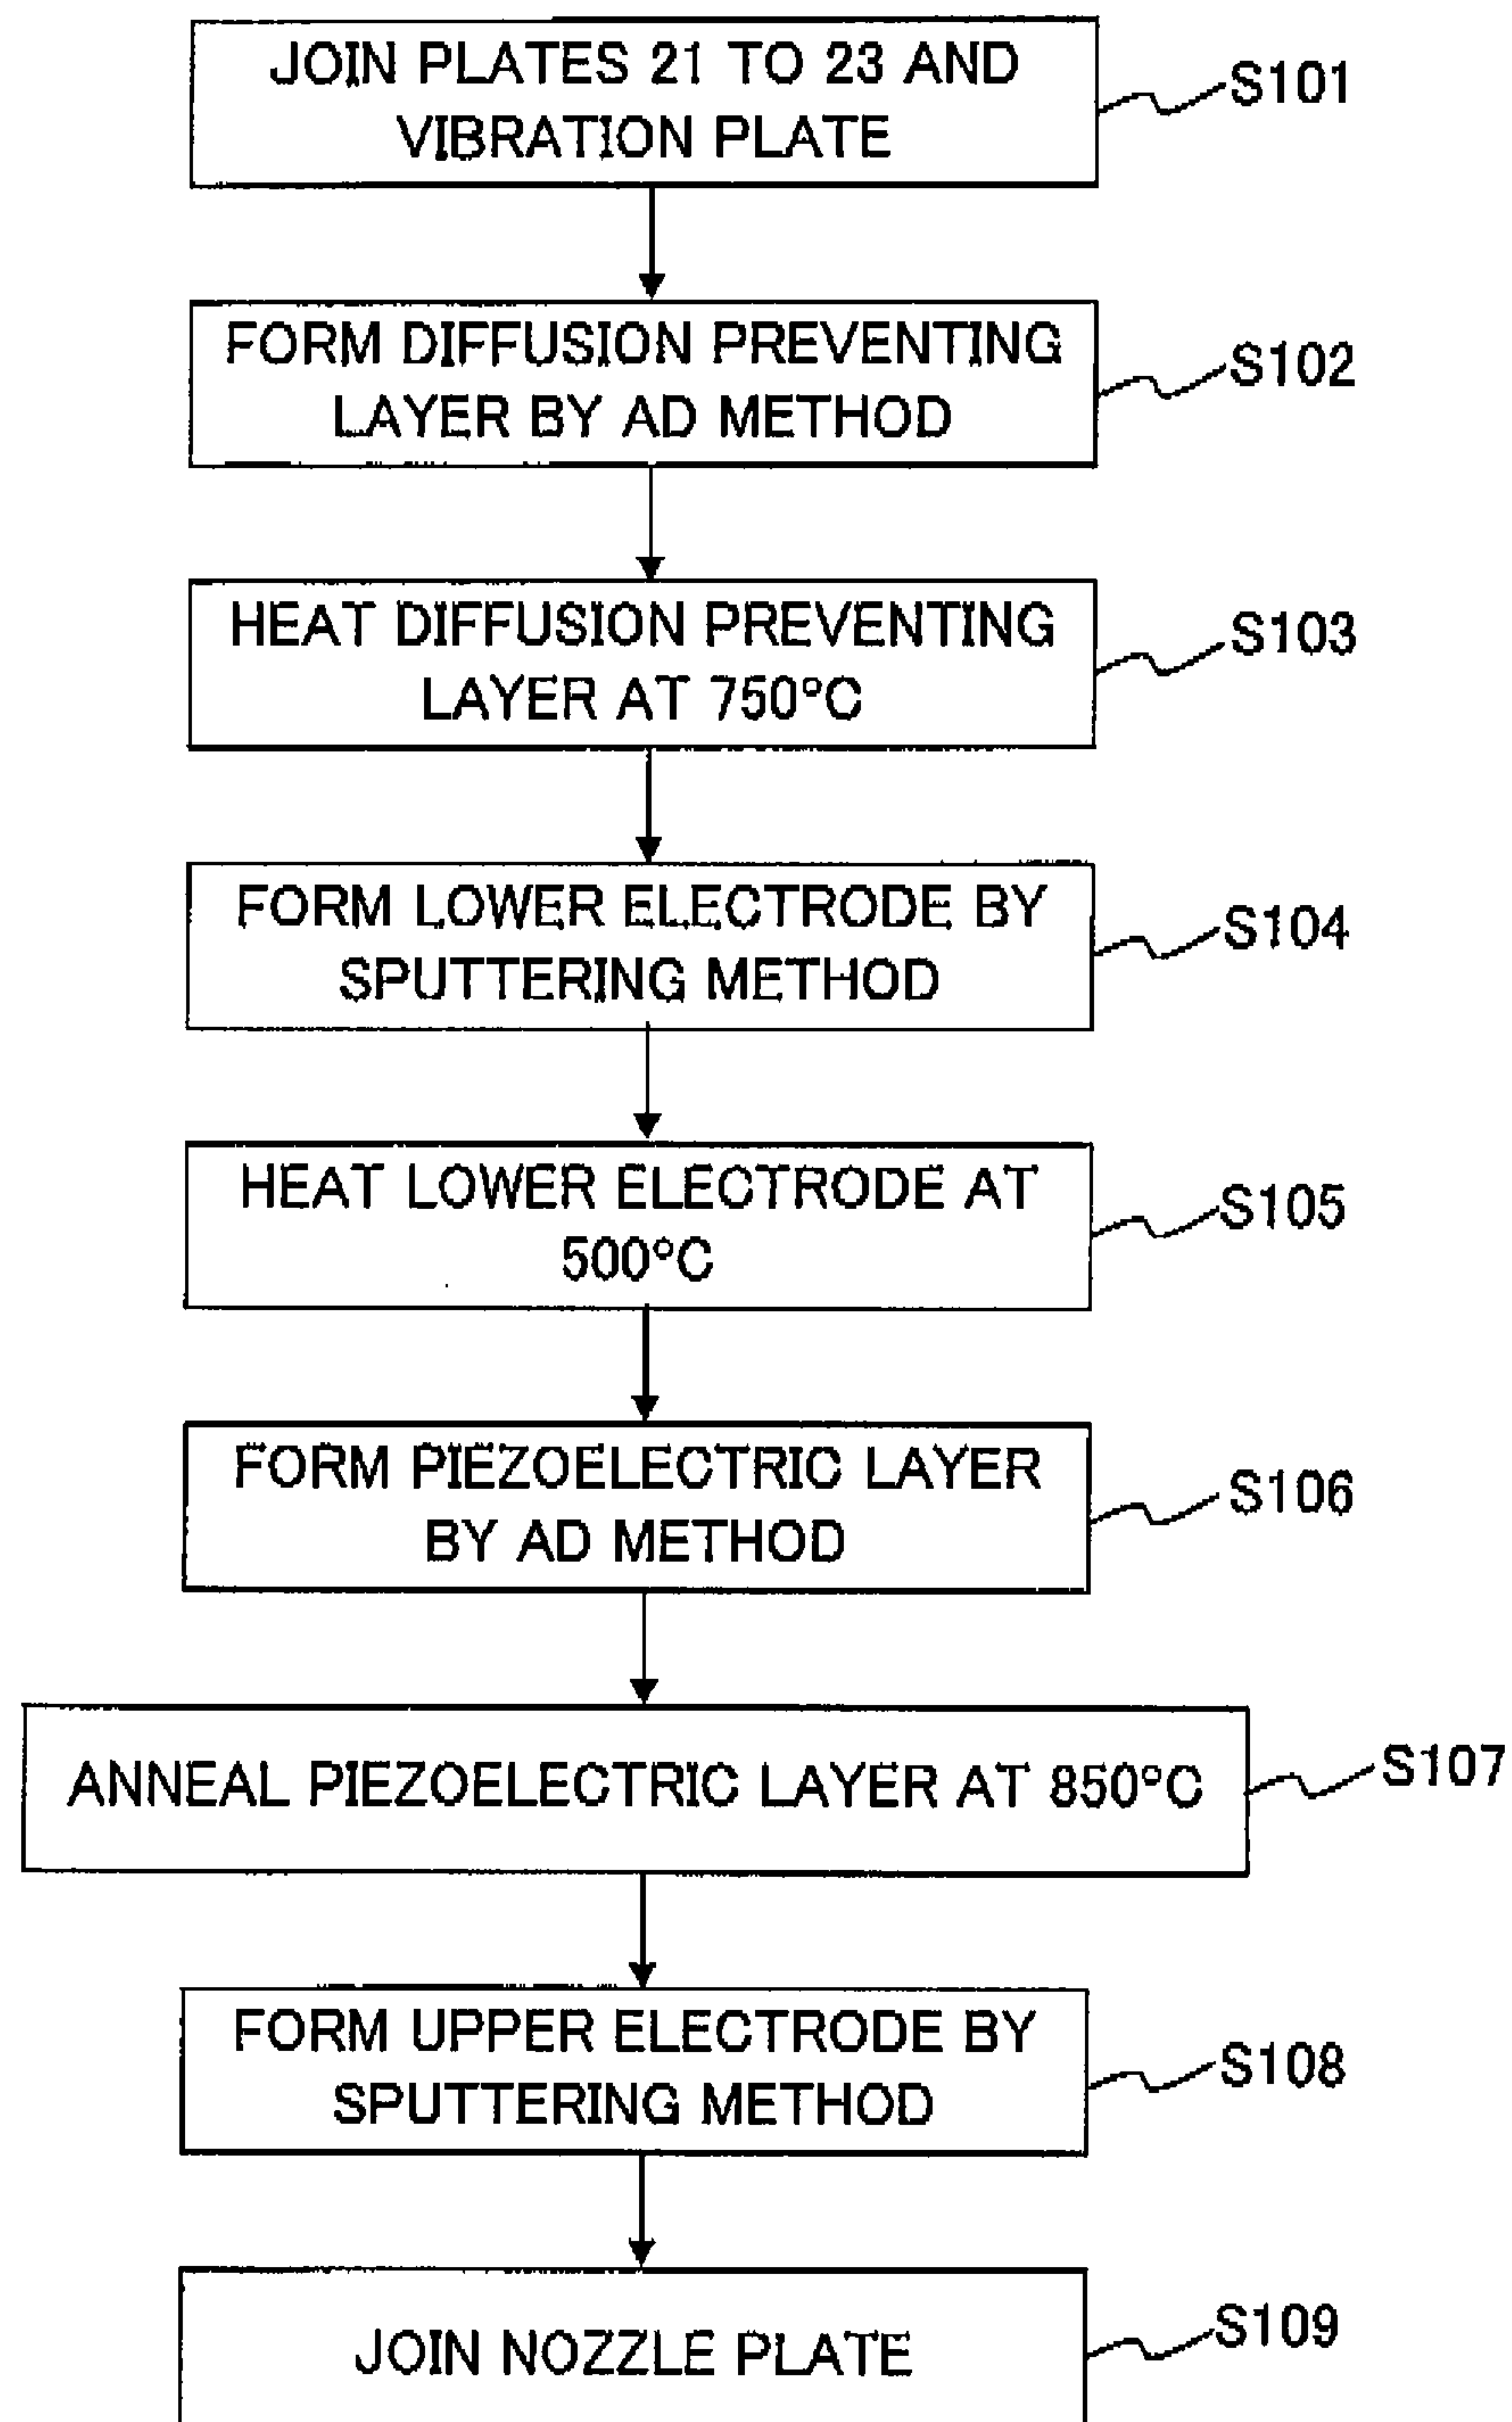 JOIN PLATES 21 TO 23 AND
VIBRATION PLATE
S101
FORM DIFFUSION PREVENTING
LAYER BY AD METHOD
S102
HEAT DIFFUSION PREVENTING
LAYER AT 750°C
S103
FORM LOWER ELECTRODE BY
SPUTTERING METHOD
S104
HEAT LOWER ELECTRODE AT
500°C
S105
FORM PIEZOELECTRIC LAYER
BY AD METHOD
S106
ANNEAL PIEZOELECTRIC LAYER AT 850°C
S107
FORM UPPER ELECTRODE BY
SPUTTERING METHOD
S108
JOIN NOZZLE PLATE
S109